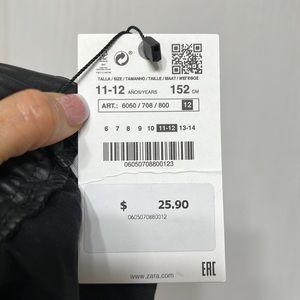 TALLA / SIZE / TAMANHO / TAILLE / MAAT /
11-12 AÑOS/YEARS 152 CM
ART.: 6050 / 708 / 800 12
6 7 8 9 10 11-12 13-14
06050708800123
$ 25.90
0605070880012
www.zara.com
EAC